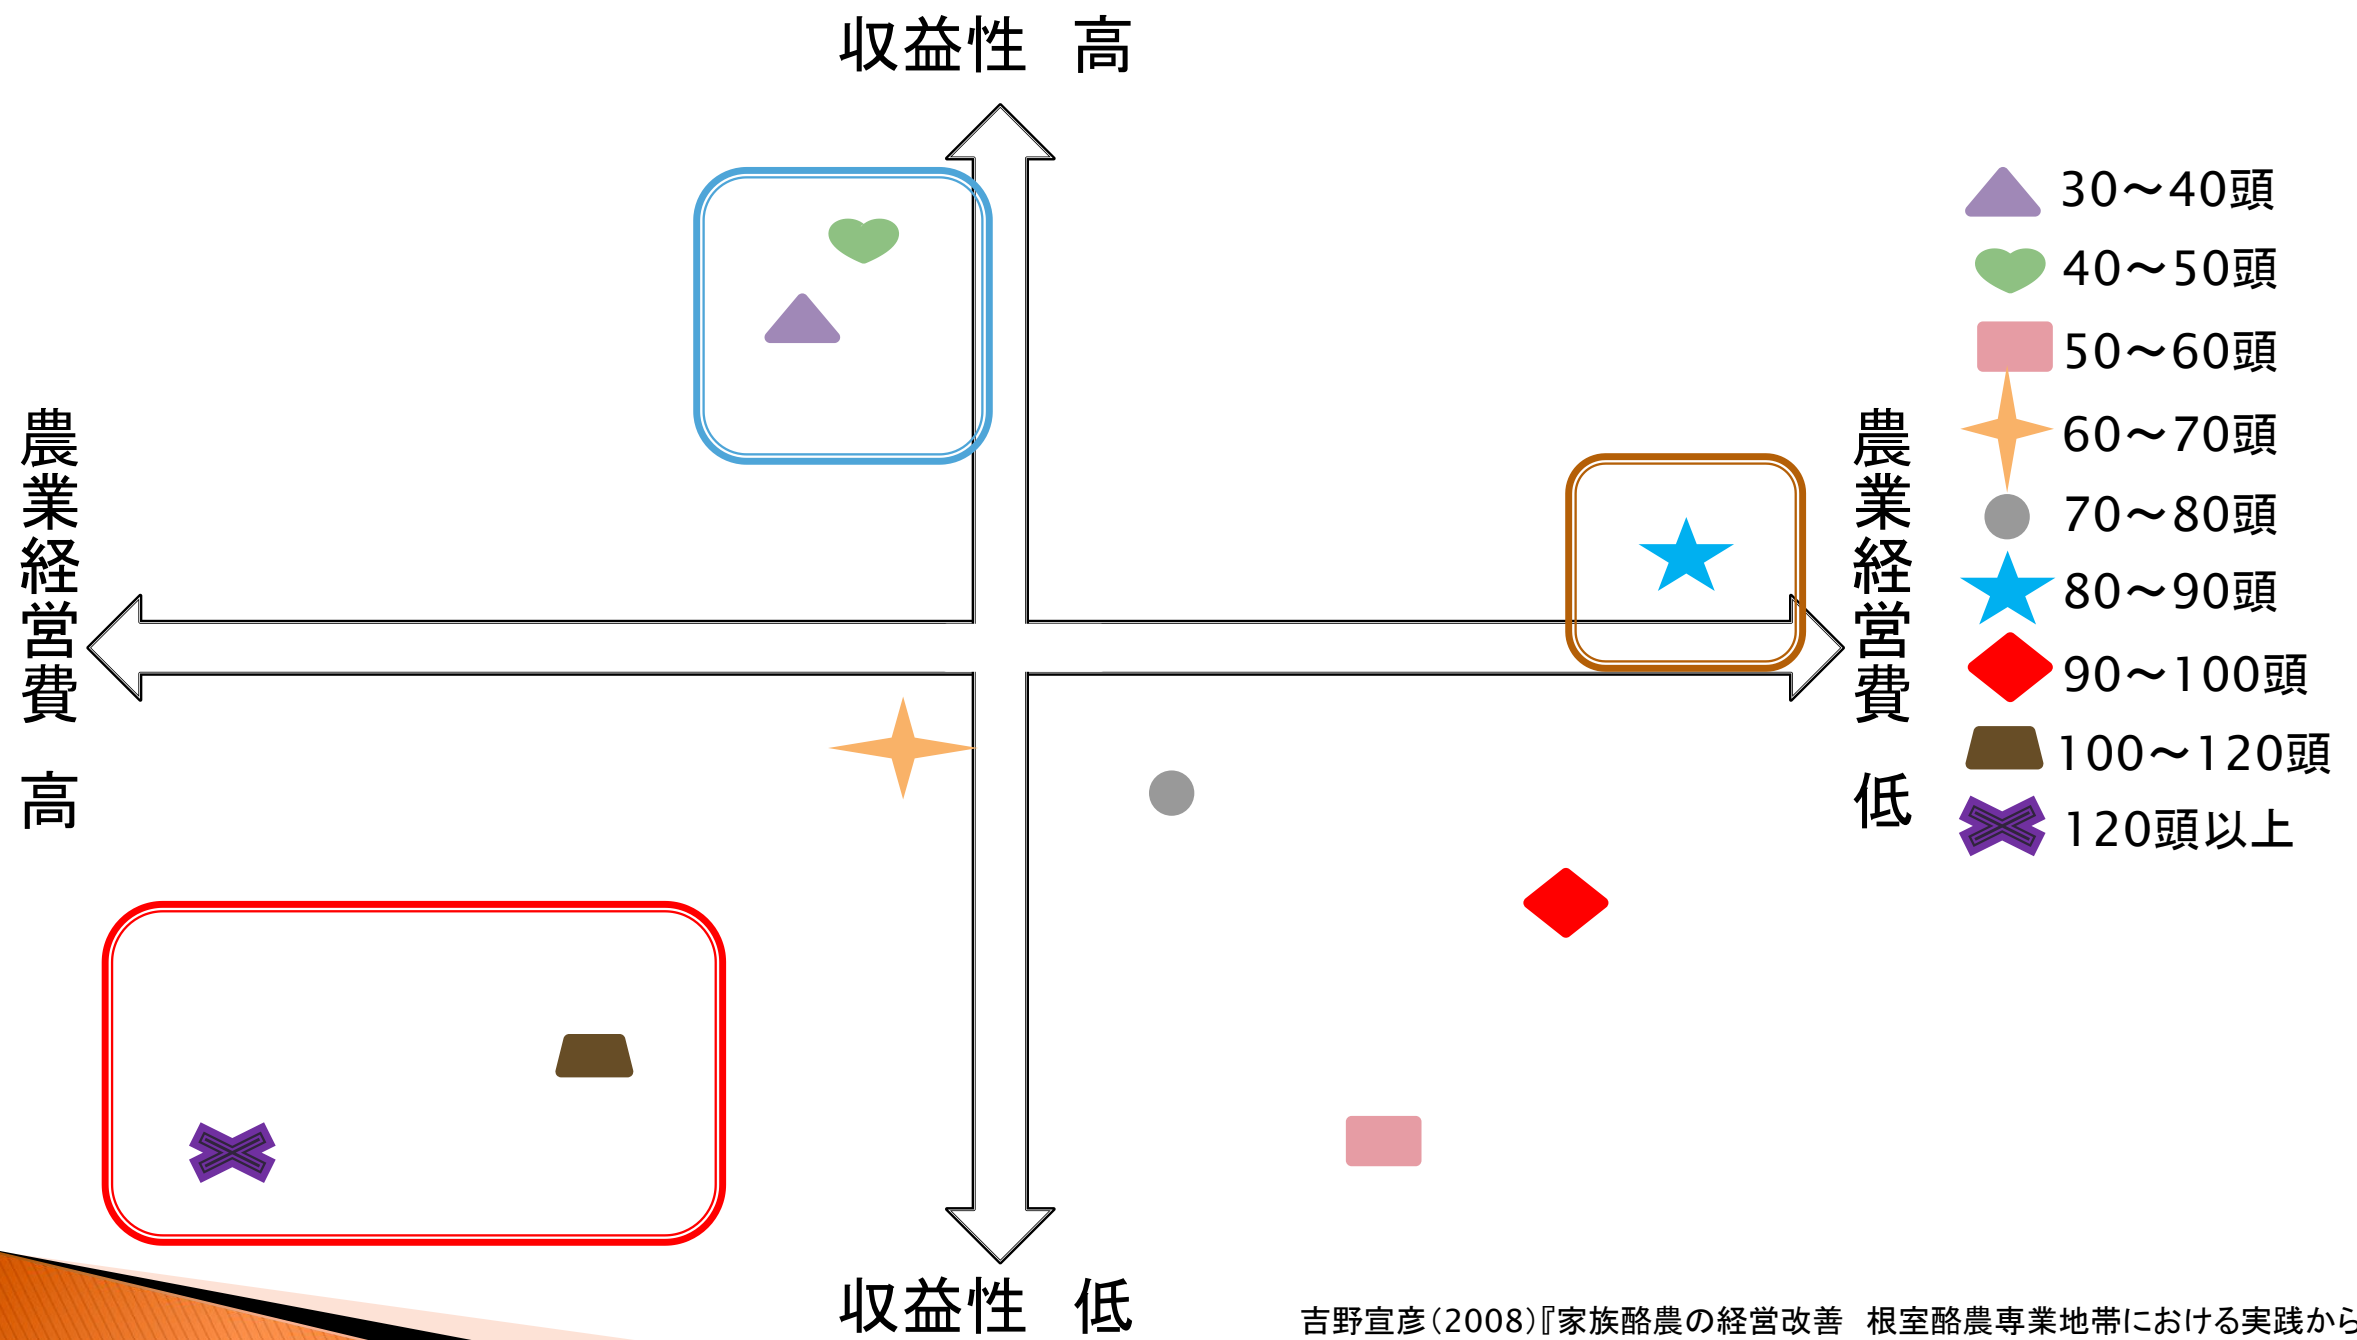 収益性　高
農業経営費　高
農業経営費　低
30～40頭
40～50頭
50～60頭
60～70頭
70～80頭
80～90頭
90～100頭
100～120頭
120頭以上
収益性　低
吉野宣彦（2008）『家族酪農の経営改善　根室酪農専業地帯における実践から